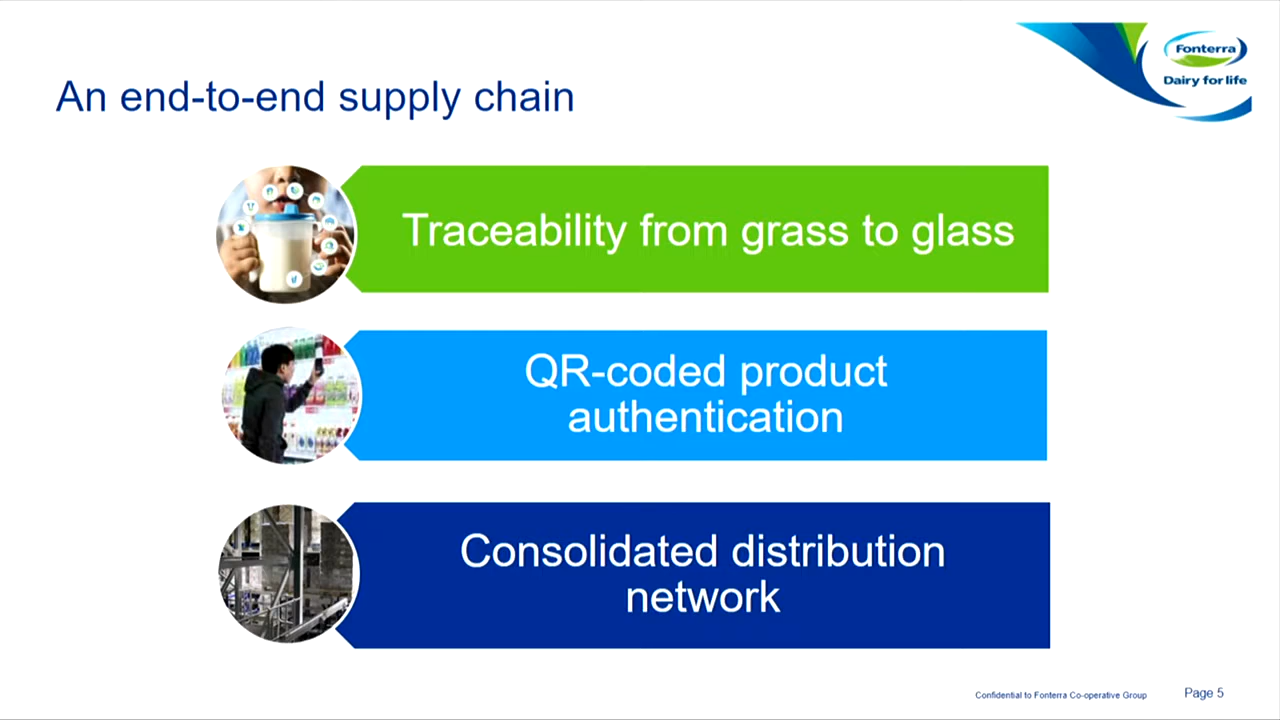 Fonterra
Dairy for life
An end-to-end supply chain
Traceability from grass to glass
QR-coded product
authentication
Consolidated distribution
network
Confidential to Fonterra Co-operative Group
Page 5